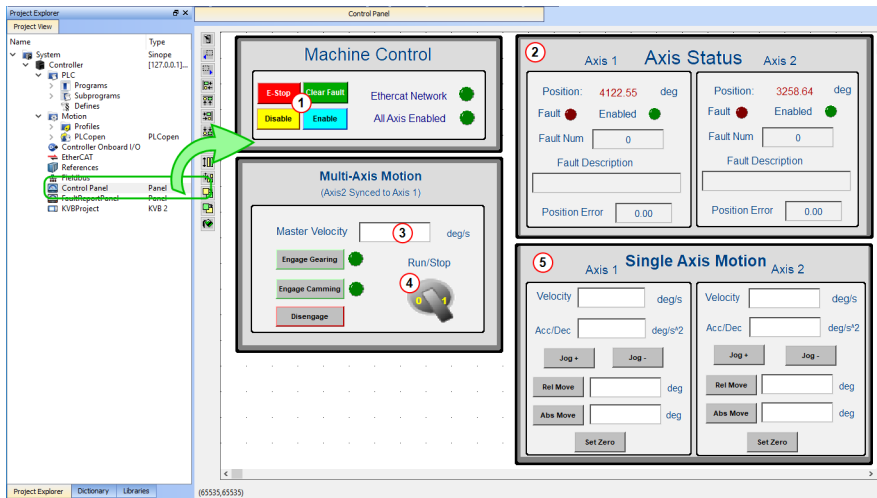 Project Explorer
Project View
Name Type
System Sinope
Controller [127.0.0.1]...
PLC
Programs
Subprograms
Defines
Motion
Profiles
PLCopen PLCopen
Controller Onboard I/O
EtherCAT
References
Fieldbus
Control Panel Panel
FaultReportPanel Panel
KVBProject KVB 2
Project Explorer Dictionary Libraries
Control Panel
Machine Control
E-Stop Clear Fault
1
Ethercat Network
Disable Enable
All Axis Enabled
Multi-Axis Motion
(Axis2 Synced to Axis 1)
Master Velocity 3 deg/s
Engage Gearing
Run/Stop
4
Engage Camming
0 1
Disengage
2
Axis 1 Axis Status Axis 2
Position: 4122.55 deg
Fault Enabled
Fault Num 0
Fault Description
Position Error 0.00
Position: 3258.64 deg
Fault Enabled
Fault Num 0
Fault Description
Position Error 0.00
5
Axis 1 Single Axis Motion Axis 2
Velocity deg/s
Acc/Dec deg/s^2
Jog + Jog -
Rel Move deg
Abs Move deg
Set Zero
Velocity deg/s
Acc/Dec deg/s^2
Jog + Jog -
Rel Move deg
Abs Move deg
Set Zero
(65535,65535)